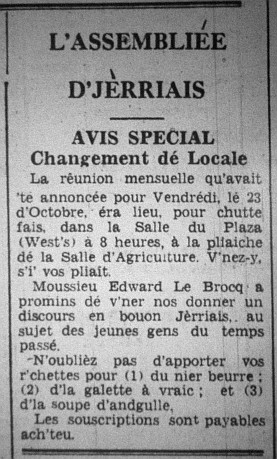 L'ASSEMBLIÉE
D'JÈRRIAIS
AVIS SPECIAL
Changement dé Locale
La rêunion mensuelle qu'avait
'té annoncée pour Vendrédi, lé 23
d'Octobre, éra lieu, pour chutte
fais, dans la Salle du Plaza
(West's) à 8 heures, à la pliaiche
dé la Salle d'Agriculture. V'nez-y,
s'i' vos pliaît.
Moussieu Edward Le Brocq a
promins dé v'ner nos donner un
discours en bouon Jèrriais, au
sujet des jeunes gens du temps
passé.
N'oublièz pas d'apporter vos
r'chettes pour (1) du nier beurre;
(2) d'la galette à vraic; et (3)
d'la soupe d'andgulle,
Les souscriptions sont payables
ach'teu.